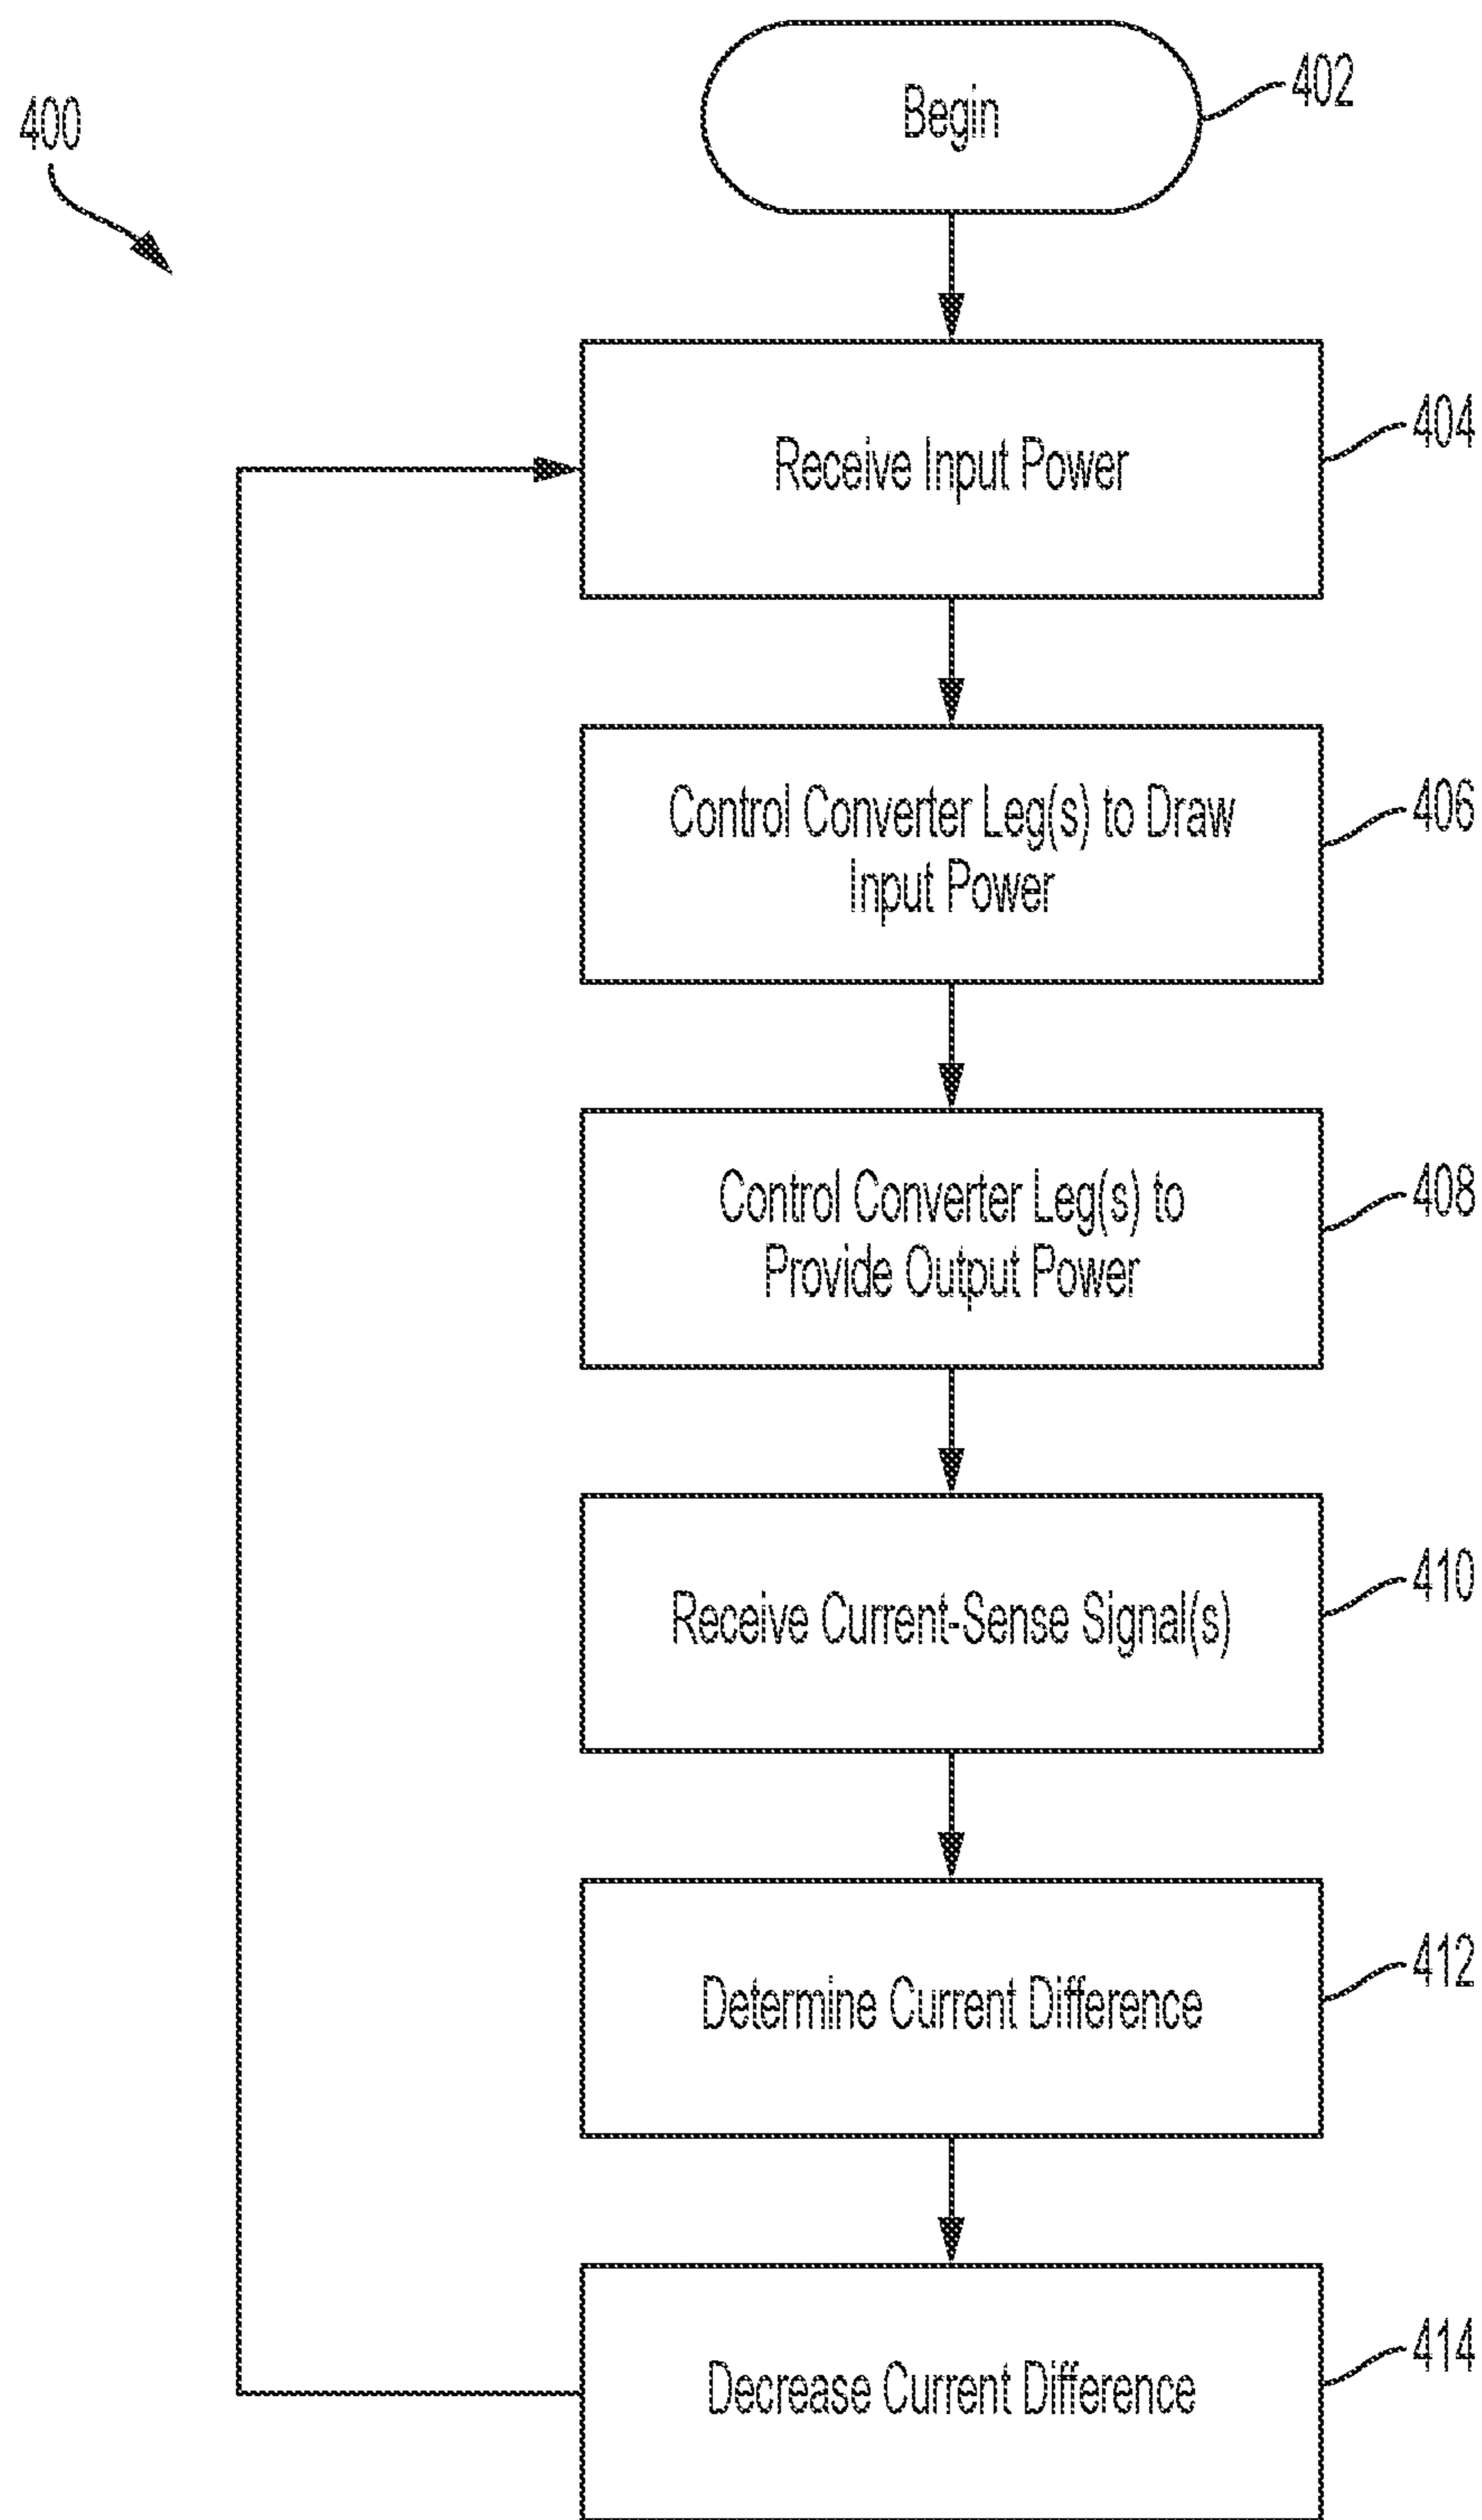 400
Begin
402
Receive Input Power
404
Control Converter Leg(s) to Draw
Input Power
406
Control Converter Leg(s) to
Provide Output Power
408
Receive Current-Sense Signal(s)
410
Determine Current Difference
412
Decrease Current Difference
414